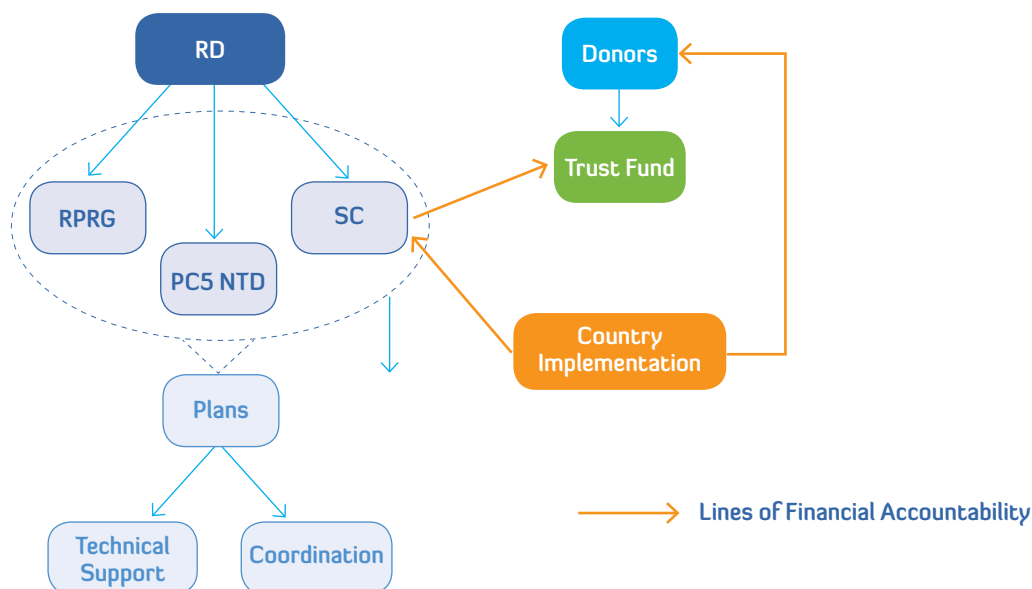 RD
Donors
Trust Fund
RPRG
SC
PC5 NTD
Country
Implementation
Plans
Lines of Financial Accountability
Technical
Support
Coordination